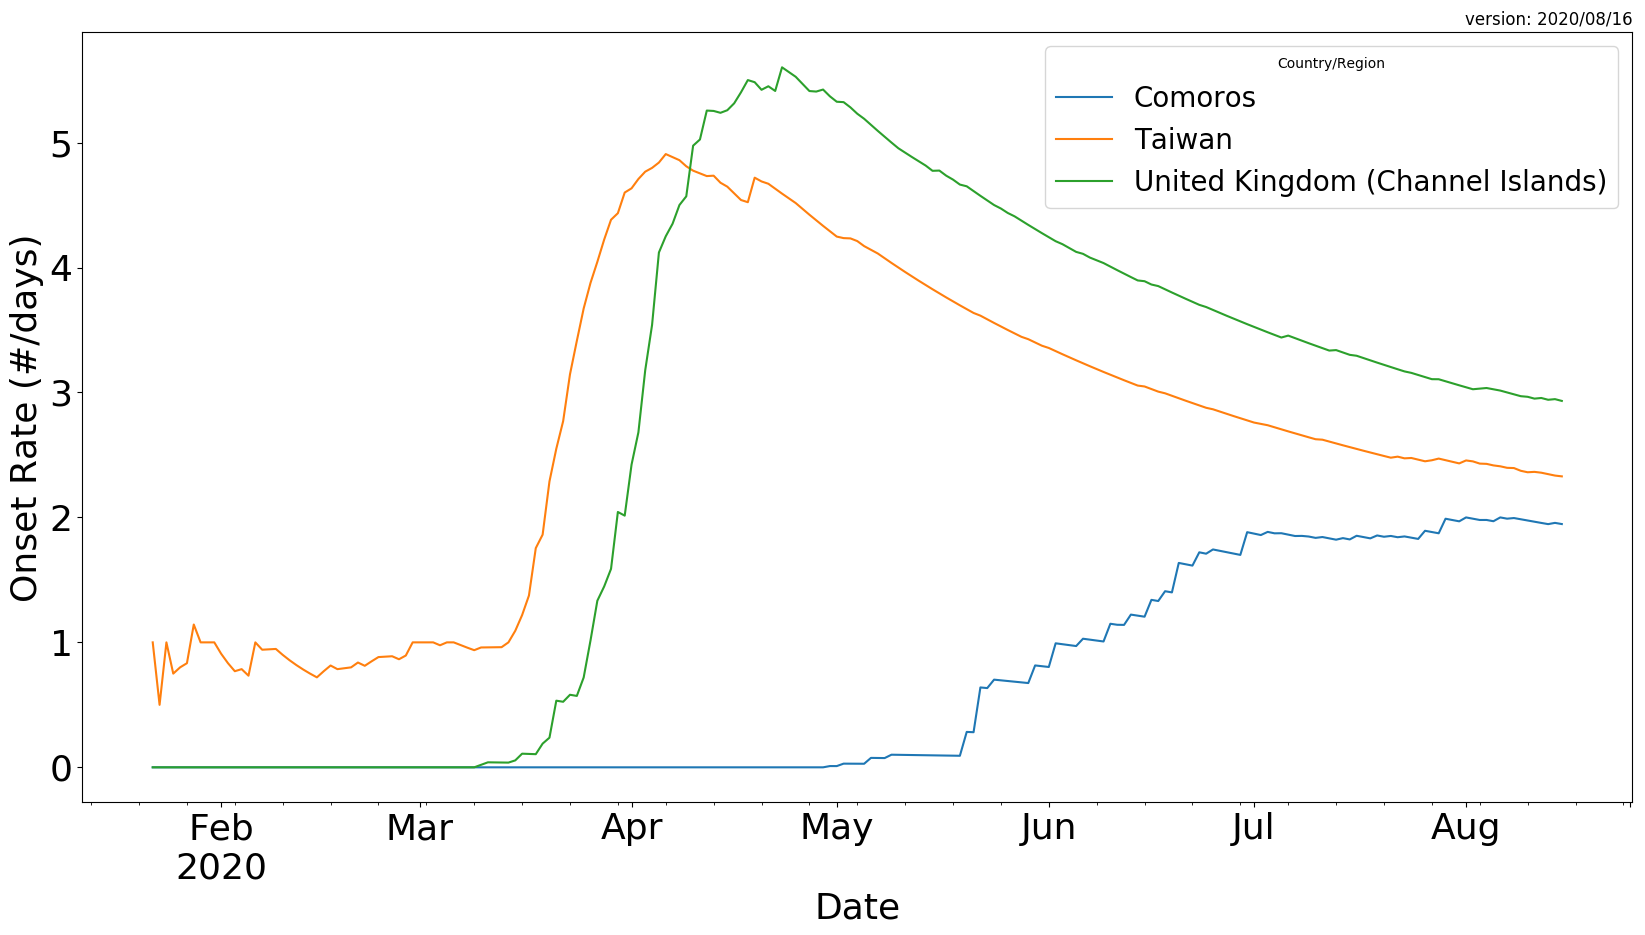 version: 2020/08/16
Country/Region
Comoros
Taiwan
United Kingdom (Channel Islands)
Onset Rate (#/days)
5
4
3
2
1
0
Feb Mar Apr May Jun Jul Aug
2020
Date